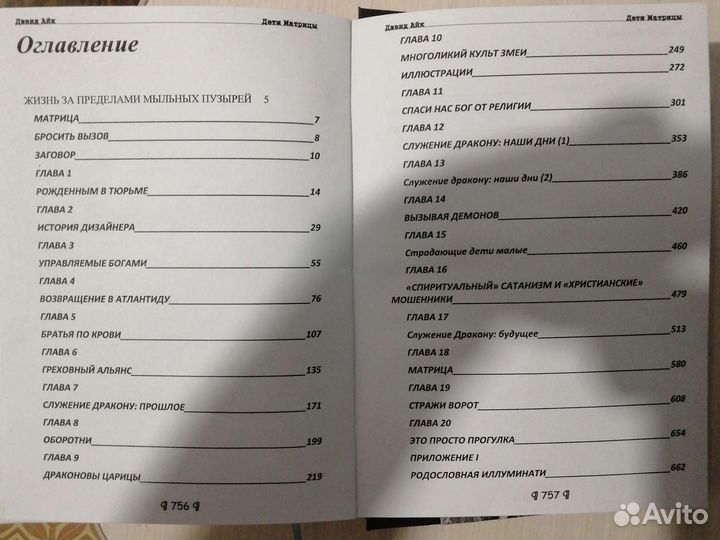 Дэвид Айк
Дети Матрицы
Оглавление
ЖИЗНЬ ЗА ПРЕДЕЛАМИ МЫЛЬНЫХ ПУЗЫРЕЙ 5
МАТРИЦА 7
БРОСИТЬ ВЫЗОВ 8
ЗАГОВОР 10
ГЛАВА 1
РОЖДЕННЫМ В ТЮРЬМЕ 14
ГЛАВА 2
ИСТОРИЯ ДИЗАЙНЕРА 29
ГЛАВА 3
УПРАВЛЯЕМЫЕ БОГАМИ 55
ГЛАВА 4
ВОЗВРАЩЕНИЕ В АТЛАНТИДУ 76
ГЛАВА 5
БРАТЬЯ ПО КРОВИ 107
ГЛАВА 6
ГРЕХОВНЫЙ АЛЬЯНС 135
ГЛАВА 7
СЛУЖЕНИЕ ДРАКОНУ: ПРОШЛОЕ 171
ГЛАВА 8
ОБОРОТНИ 199
ГЛАВА 9
ДРАКОНОВЫ ЦАРИЦЫ 219
¶ 756 ¶
Дэвид Айк
Дети Матрицы
ГЛАВА 10
МНОГОЛИКИЙ КУЛЬТ ЗМЕИ 249
ИЛЛЮСТРАЦИИ 272
ГЛАВА 11
СПАСИ НАС БОГ ОТ РЕЛИГИИ 301
ГЛАВА 12
СЛУЖЕНИЕ ДРАКОНУ: НАШИ ДНИ (1) 353
ГЛАВА 13
Служение дракону: наши дни (2) 386
ГЛАВА 14
ВЫЗЫВАЯ ДЕМОНОВ 420
ГЛАВА 15
Страдающие дети малые 460
ГЛАВА 16
«СПИРИТУАЛЬНЫЙ» САТАНИЗМ И «ХРИСТИАНСКИЕ»
МОШЕННИКИ 479
ГЛАВА 17
Служение Дракону: будущее 513
ГЛАВА 18
МАТРИЦА 580
ГЛАВА 19
СТРАЖИ ВОРОТ 608
ГЛАВА 20
ЭТО ПРОСТО ПРОГУЛКА 654
ПРИЛОЖЕНИЕ I
РОДОСЛОВНАЯ ИЛЛЮМИНАТИ 662
¶ 757 ¶
Avito